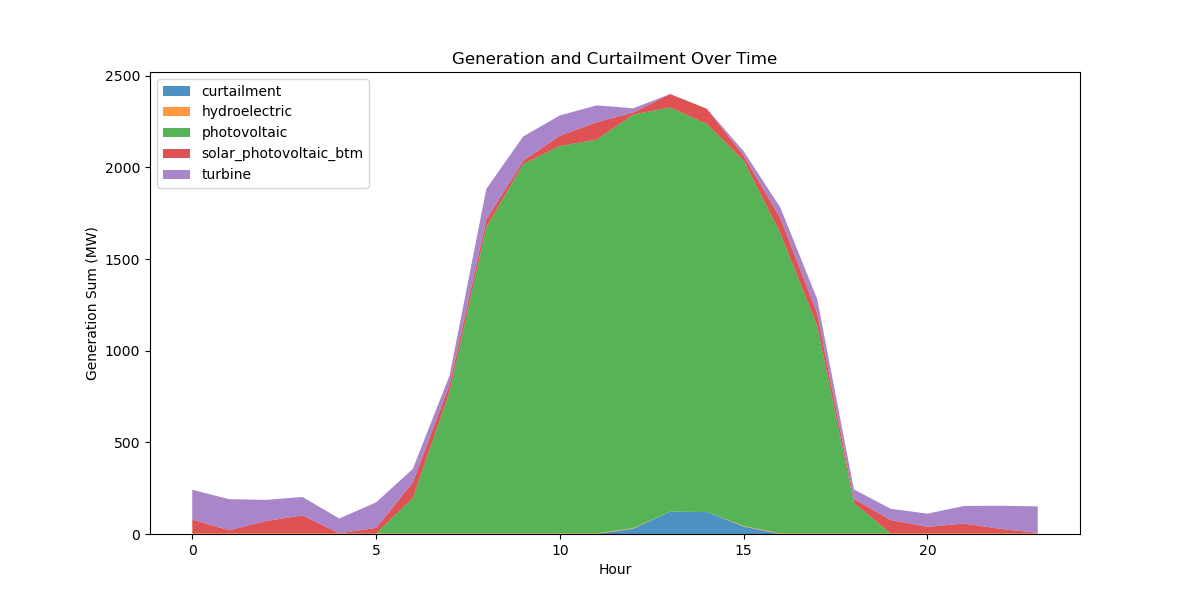 Generation and Curtailment Over Time
curtailment
hydroelectric
photovoltaic
solar_photovoltaic_btm
turbine
Generation Sum (MW)
2500
2000
1500
1000
500
0
0 5 10 15 20
Hour